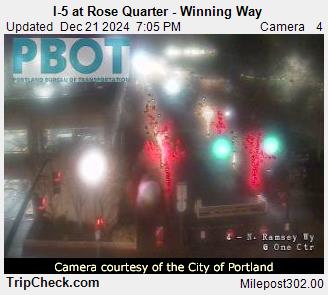 I-5 at Rose Quarter - Winning Way
Updated Dec 21 2024 7:05 PM Camera 4
PBOT
PORTLAND BUREAU OF TRANSPORTATION
4 - N. Ramsey Wy
@ One Ctr
Camera courtesy of the City of Portland
TripCheck.com Milepost302.00